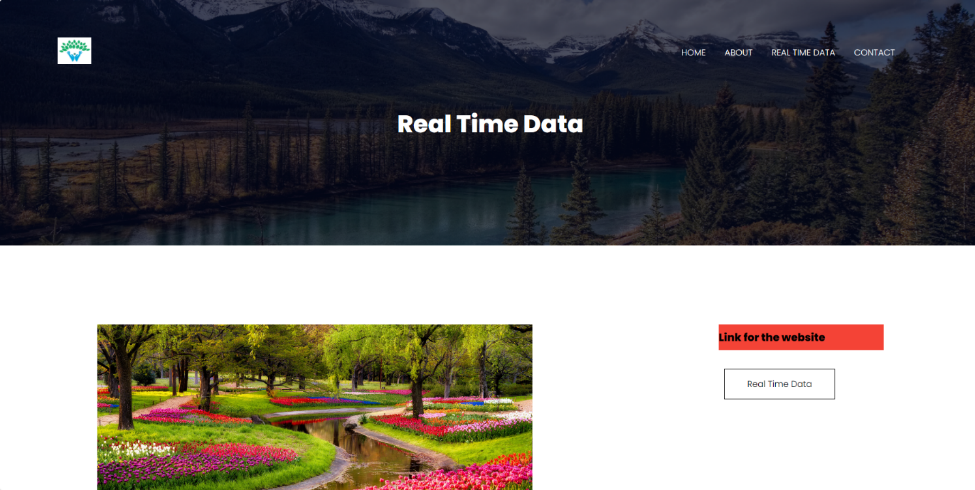 HOME ABOUT REAL TIME DATA CONTACT
Real Time Data
Link for the website
Real Time Data